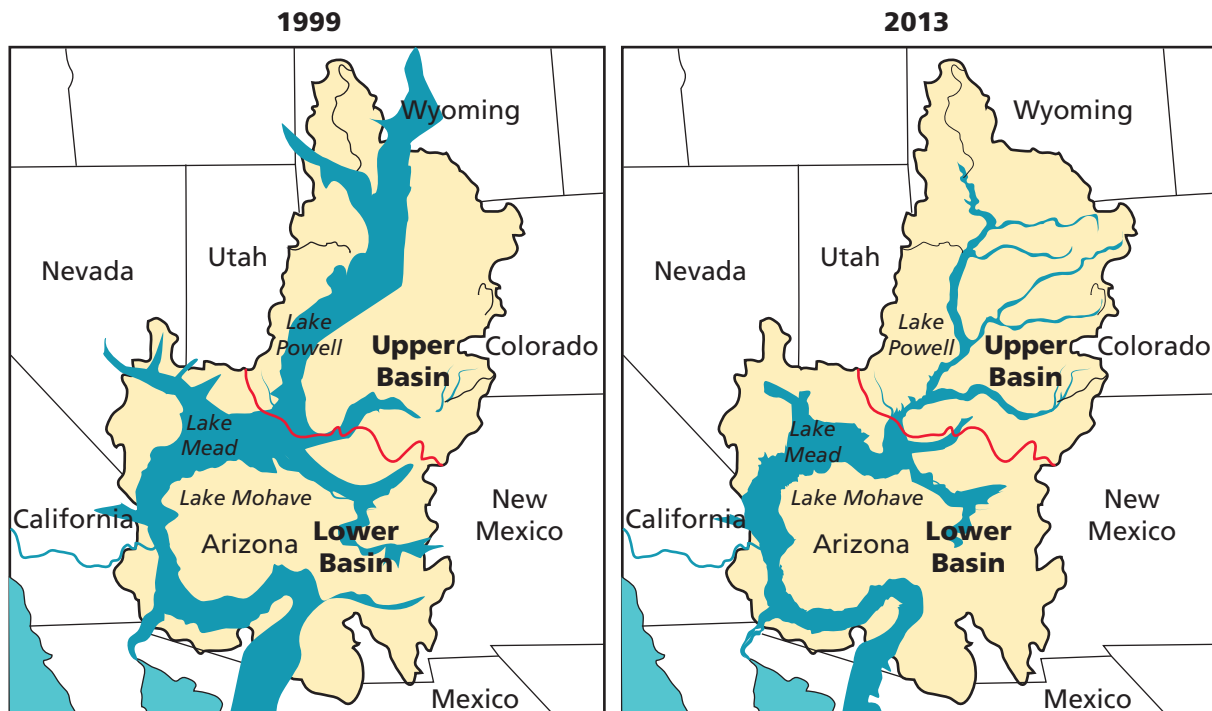 1999
Wyoming
Utah
Nevada
Lake
Powell
Upper
Basin
Colorado
Lake
Mead
Lake Mohave
California
Arizona
Lower
Basin
New
Mexico
Mexico
2013
Wyoming
Utah
Nevada
Lake
Powell
Upper
Basin
Colorado
Lake
Mead
Lake Mohave
California
Arizona
Lower
Basin
New
Mexico
Mexico